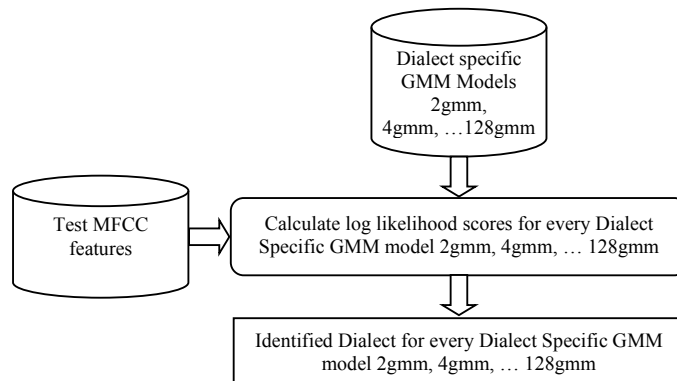 Dialect specific
GMM Models
2gmm,
4gmm, …128gmm
Test MFCC
features
Calculate log likelihood scores for every Dialect
Specific GMM model 2gmm, 4gmm, … 128gmm
Identified Dialect for every Dialect Specific GMM
model 2gmm, 4gmm, … 128gmm